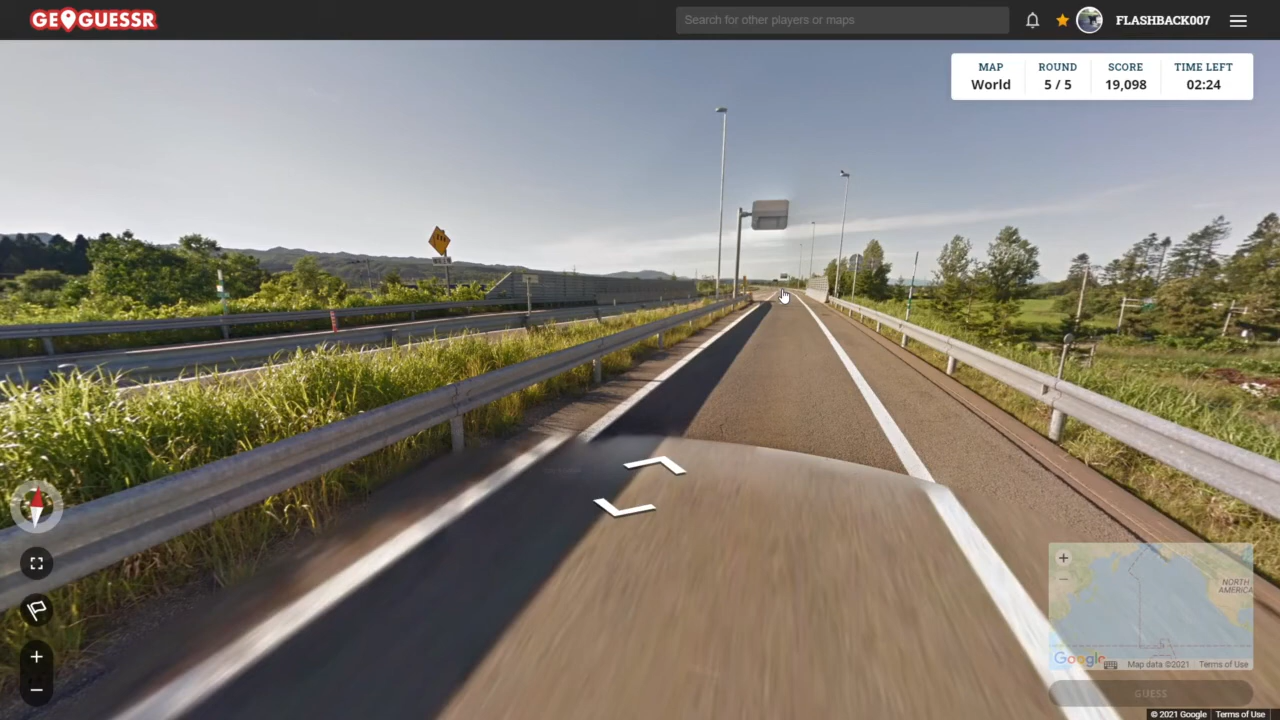 GEOGUESSR
Search for other players or maps
FLASHBACK007
MAP
World
ROUND
5 / 5
SCORE
19,098
TIME LEFT
02:24
NORTH
AMERICA
Google
Map data ©2021
Terms of Use
GUESS
© 2021 Google
Terms of Use